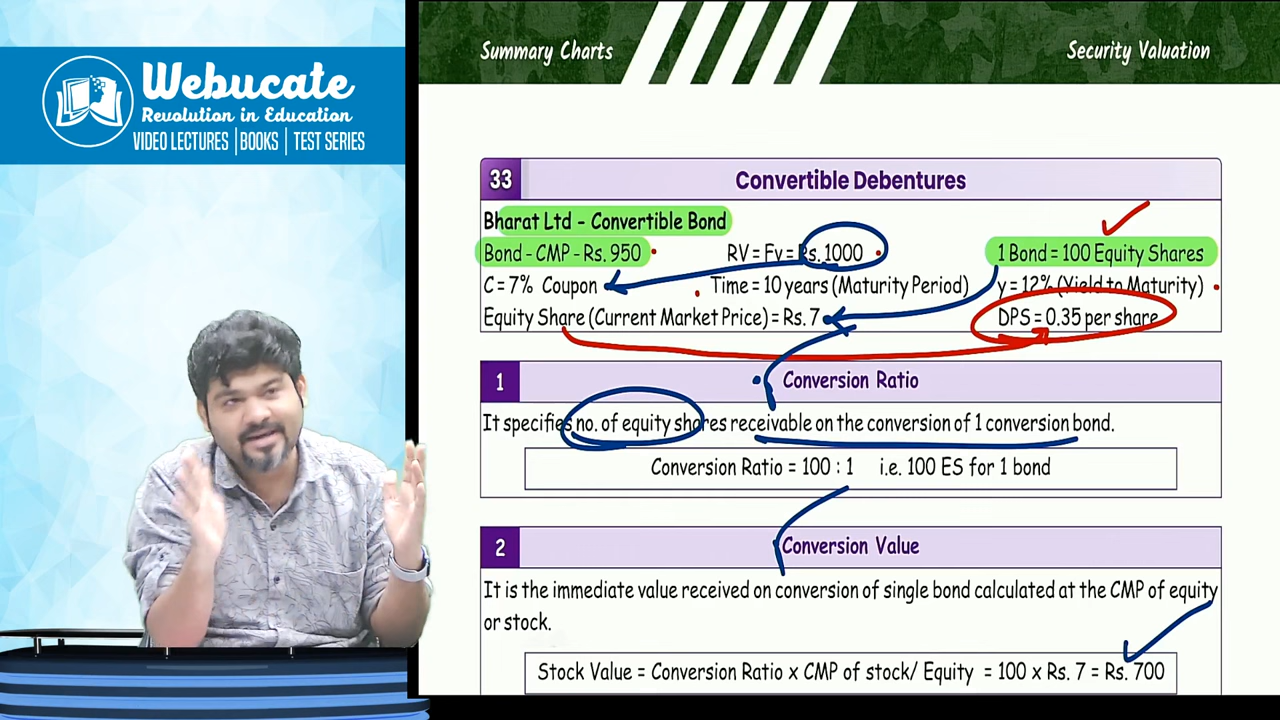 Webucate
Revolution in Education
VIDEO LECTURES | BOOKS | TEST SERIES
Summary Charts
Security Valuation
33 Convertible Debentures
Bharat Ltd - Convertible Bond
Bond - CMP - Rs. 950 RV = Fv = Rs. 1000 1 Bond = 100 Equity Shares
C = 7% Coupon Time = 10 years (Maturity Period) y = 12% (Yield to Maturity)
Equity Share (Current Market Price) = Rs. 7 DPS = 0.35 per share
1 Conversion Ratio
It specifies no. of equity shares receivable on the conversion of 1 conversion bond.
Conversion Ratio = 100 : 1 i.e. 100 ES for 1 bond
2 Conversion Value
It is the immediate value received on conversion of single bond calculated at the CMP of equity
or stock.
Stock Value = Conversion Ratio x CMP of stock/ Equity = 100 x Rs. 7 = Rs. 700